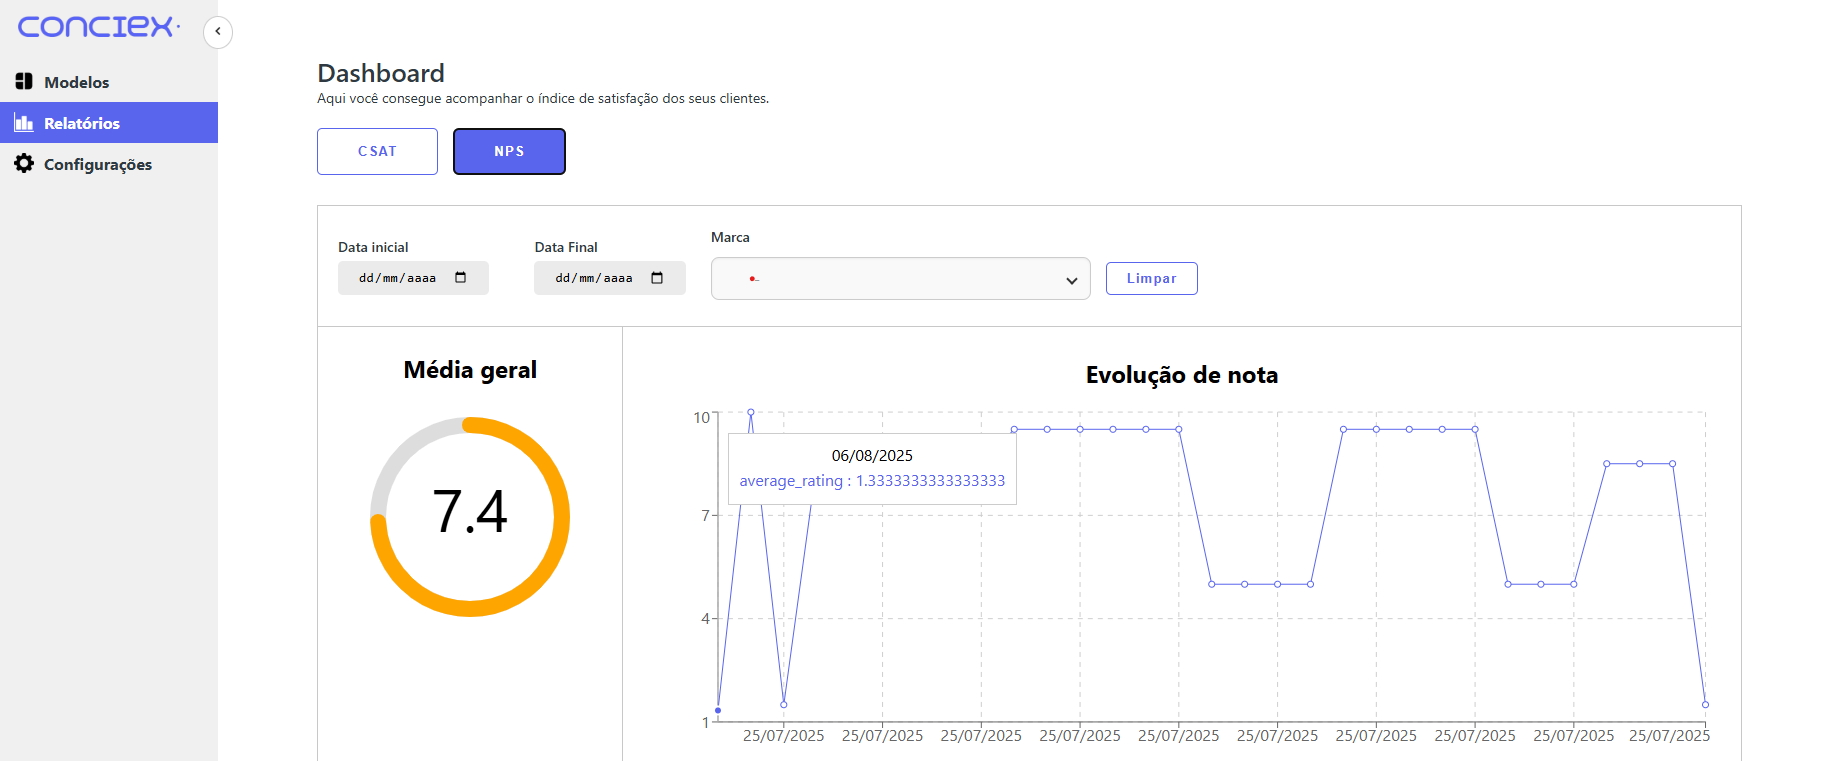 CONCIEX
Modelos
Relatórios
Configurações
Dashboard
Aqui você consegue acompanhar o índice de satisfação dos seus clientes.
CSAT
NPS
Data inicial
Data Final
Marca
dd/mm/aaaa
dd/mm/aaaa
Limpar
Média geral
7.4
Evolução de nota
10
7
4
1
06/08/2025
average_rating : 1.3333333333333333
25/07/2025
25/07/2025
25/07/2025
25/07/2025
25/07/2025
25/07/2025
25/07/2025
25/07/2025
25/07/2025
25/07/2025